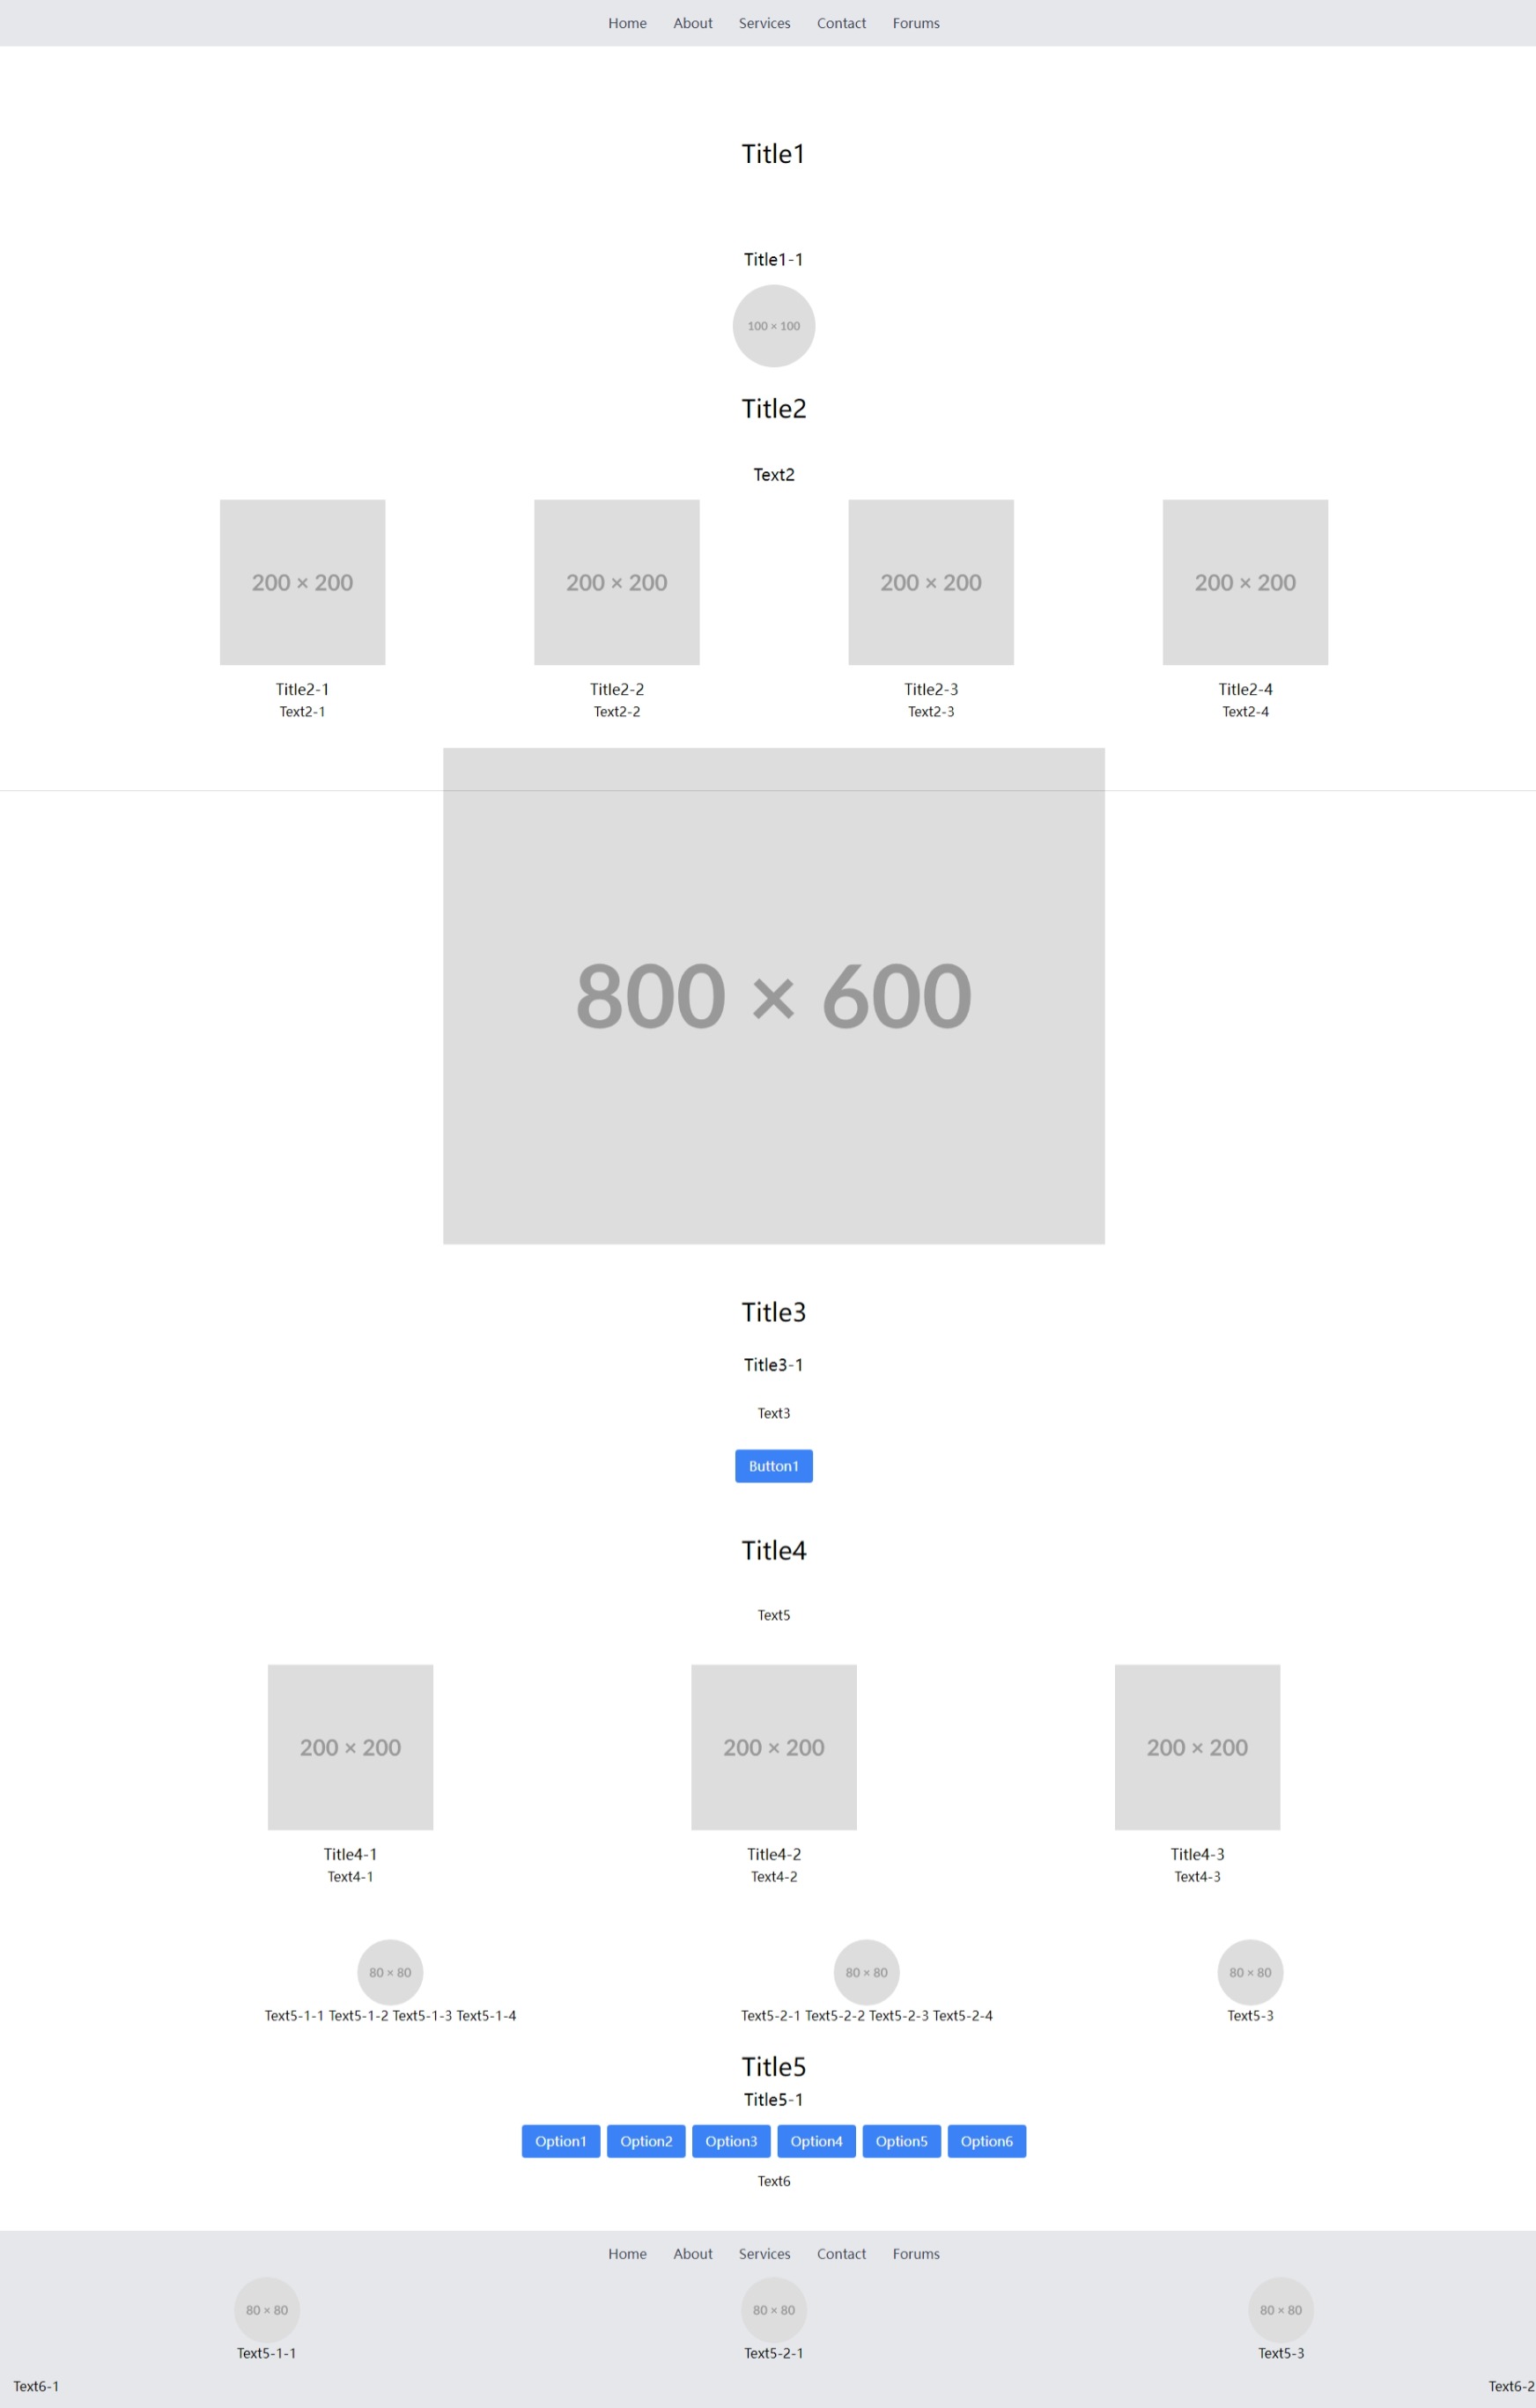 Home About Services Contact Forums
Title1
Title1-1
100 × 100
Title2
Text2
200 × 200 200 × 200 200 × 200 200 × 200
Title2-1 Title2-2 Title2-3 Title2-4
Text2-1 Text2-2 Text2-3 Text2-4
800 × 600
Title3
Title3-1
Text3
Button1
Title4
Text5
200 × 200 200 × 200 200 × 200
Title4-1 Title4-2 Title4-3
Text4-1 Text4-2 Text4-3
80 × 80 80 × 80 80 × 80
Text5-1-1 Text5-1-2 Text5-1-3 Text5-1-4 Text5-2-1 Text5-2-2 Text5-2-3 Text5-2-4 Text5-3
Title5
Title5-1
Option1 Option2 Option3 Option4 Option5 Option6
Text6
Home About Services Contact Forums
80 × 80 80 × 80 80 × 80
Text5-1-1 Text5-2-1 Text5-3
Text6-1 Text6-2